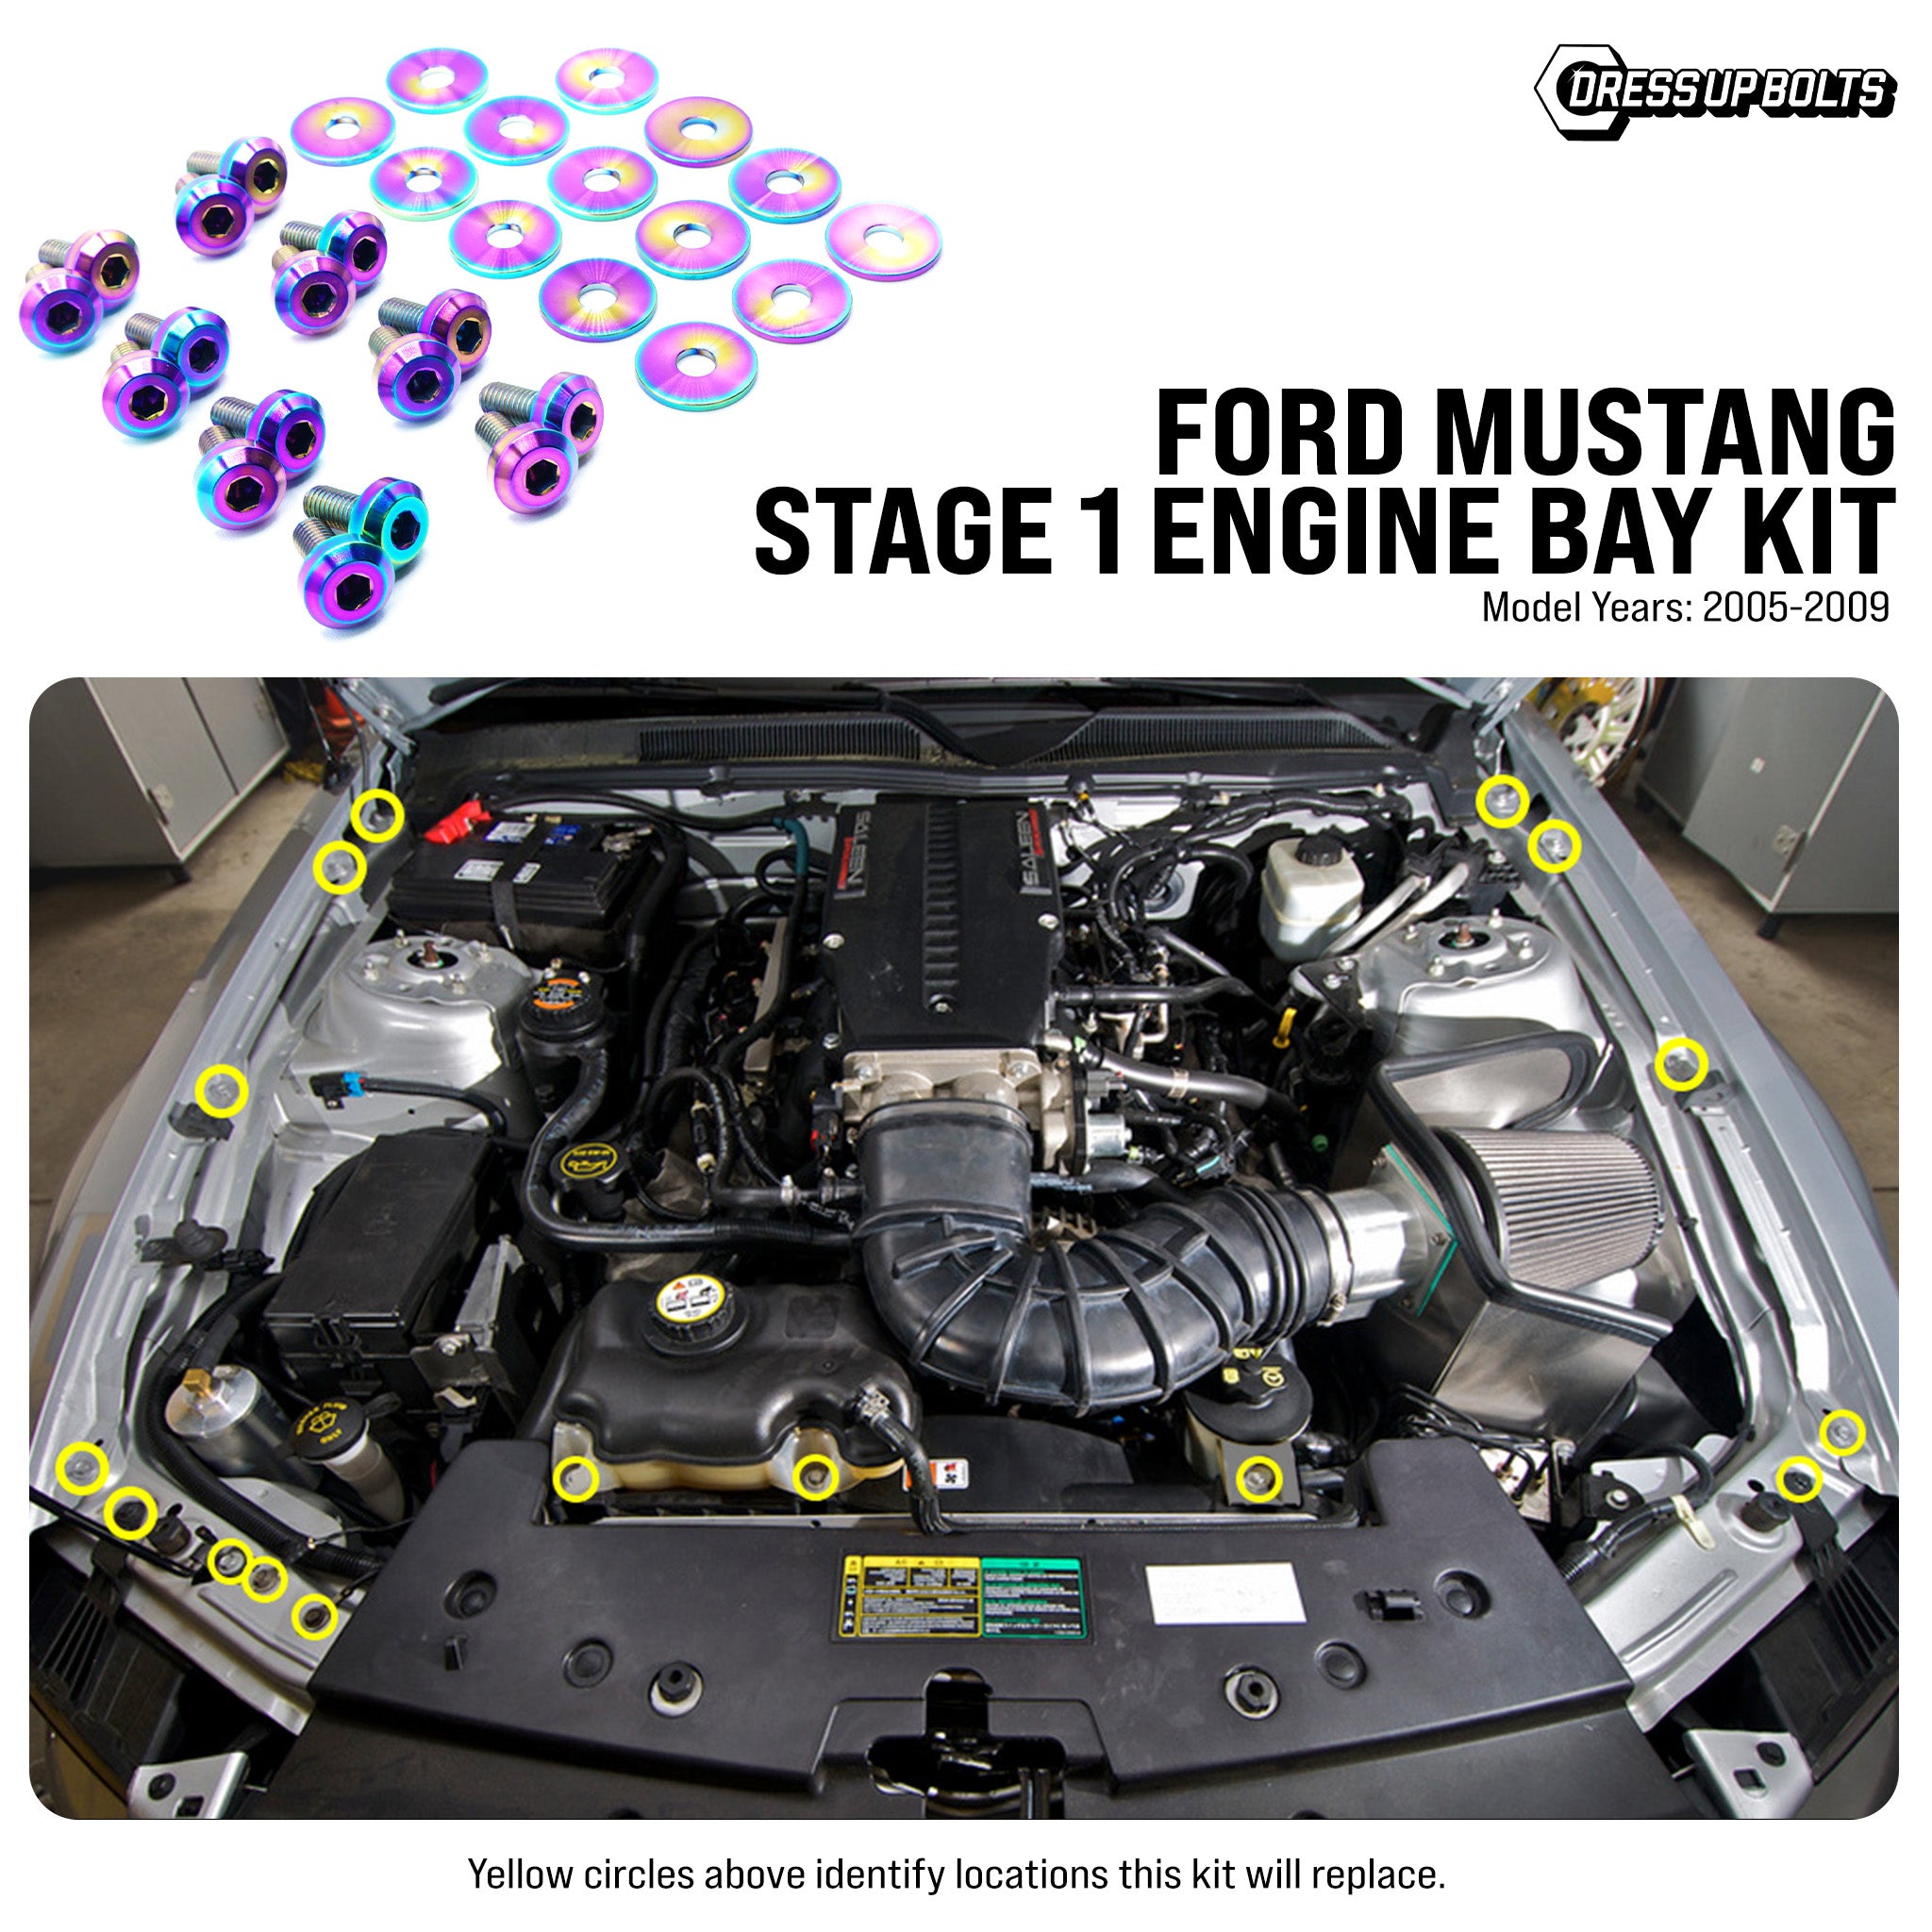 DRESSUPBOLTS
FORD MUSTANG
STAGE 1 ENGINE BAY KIT
Model Years: 2005-2009
SALEEN
SALEEN
Yellow circles above identify locations this kit will replace.